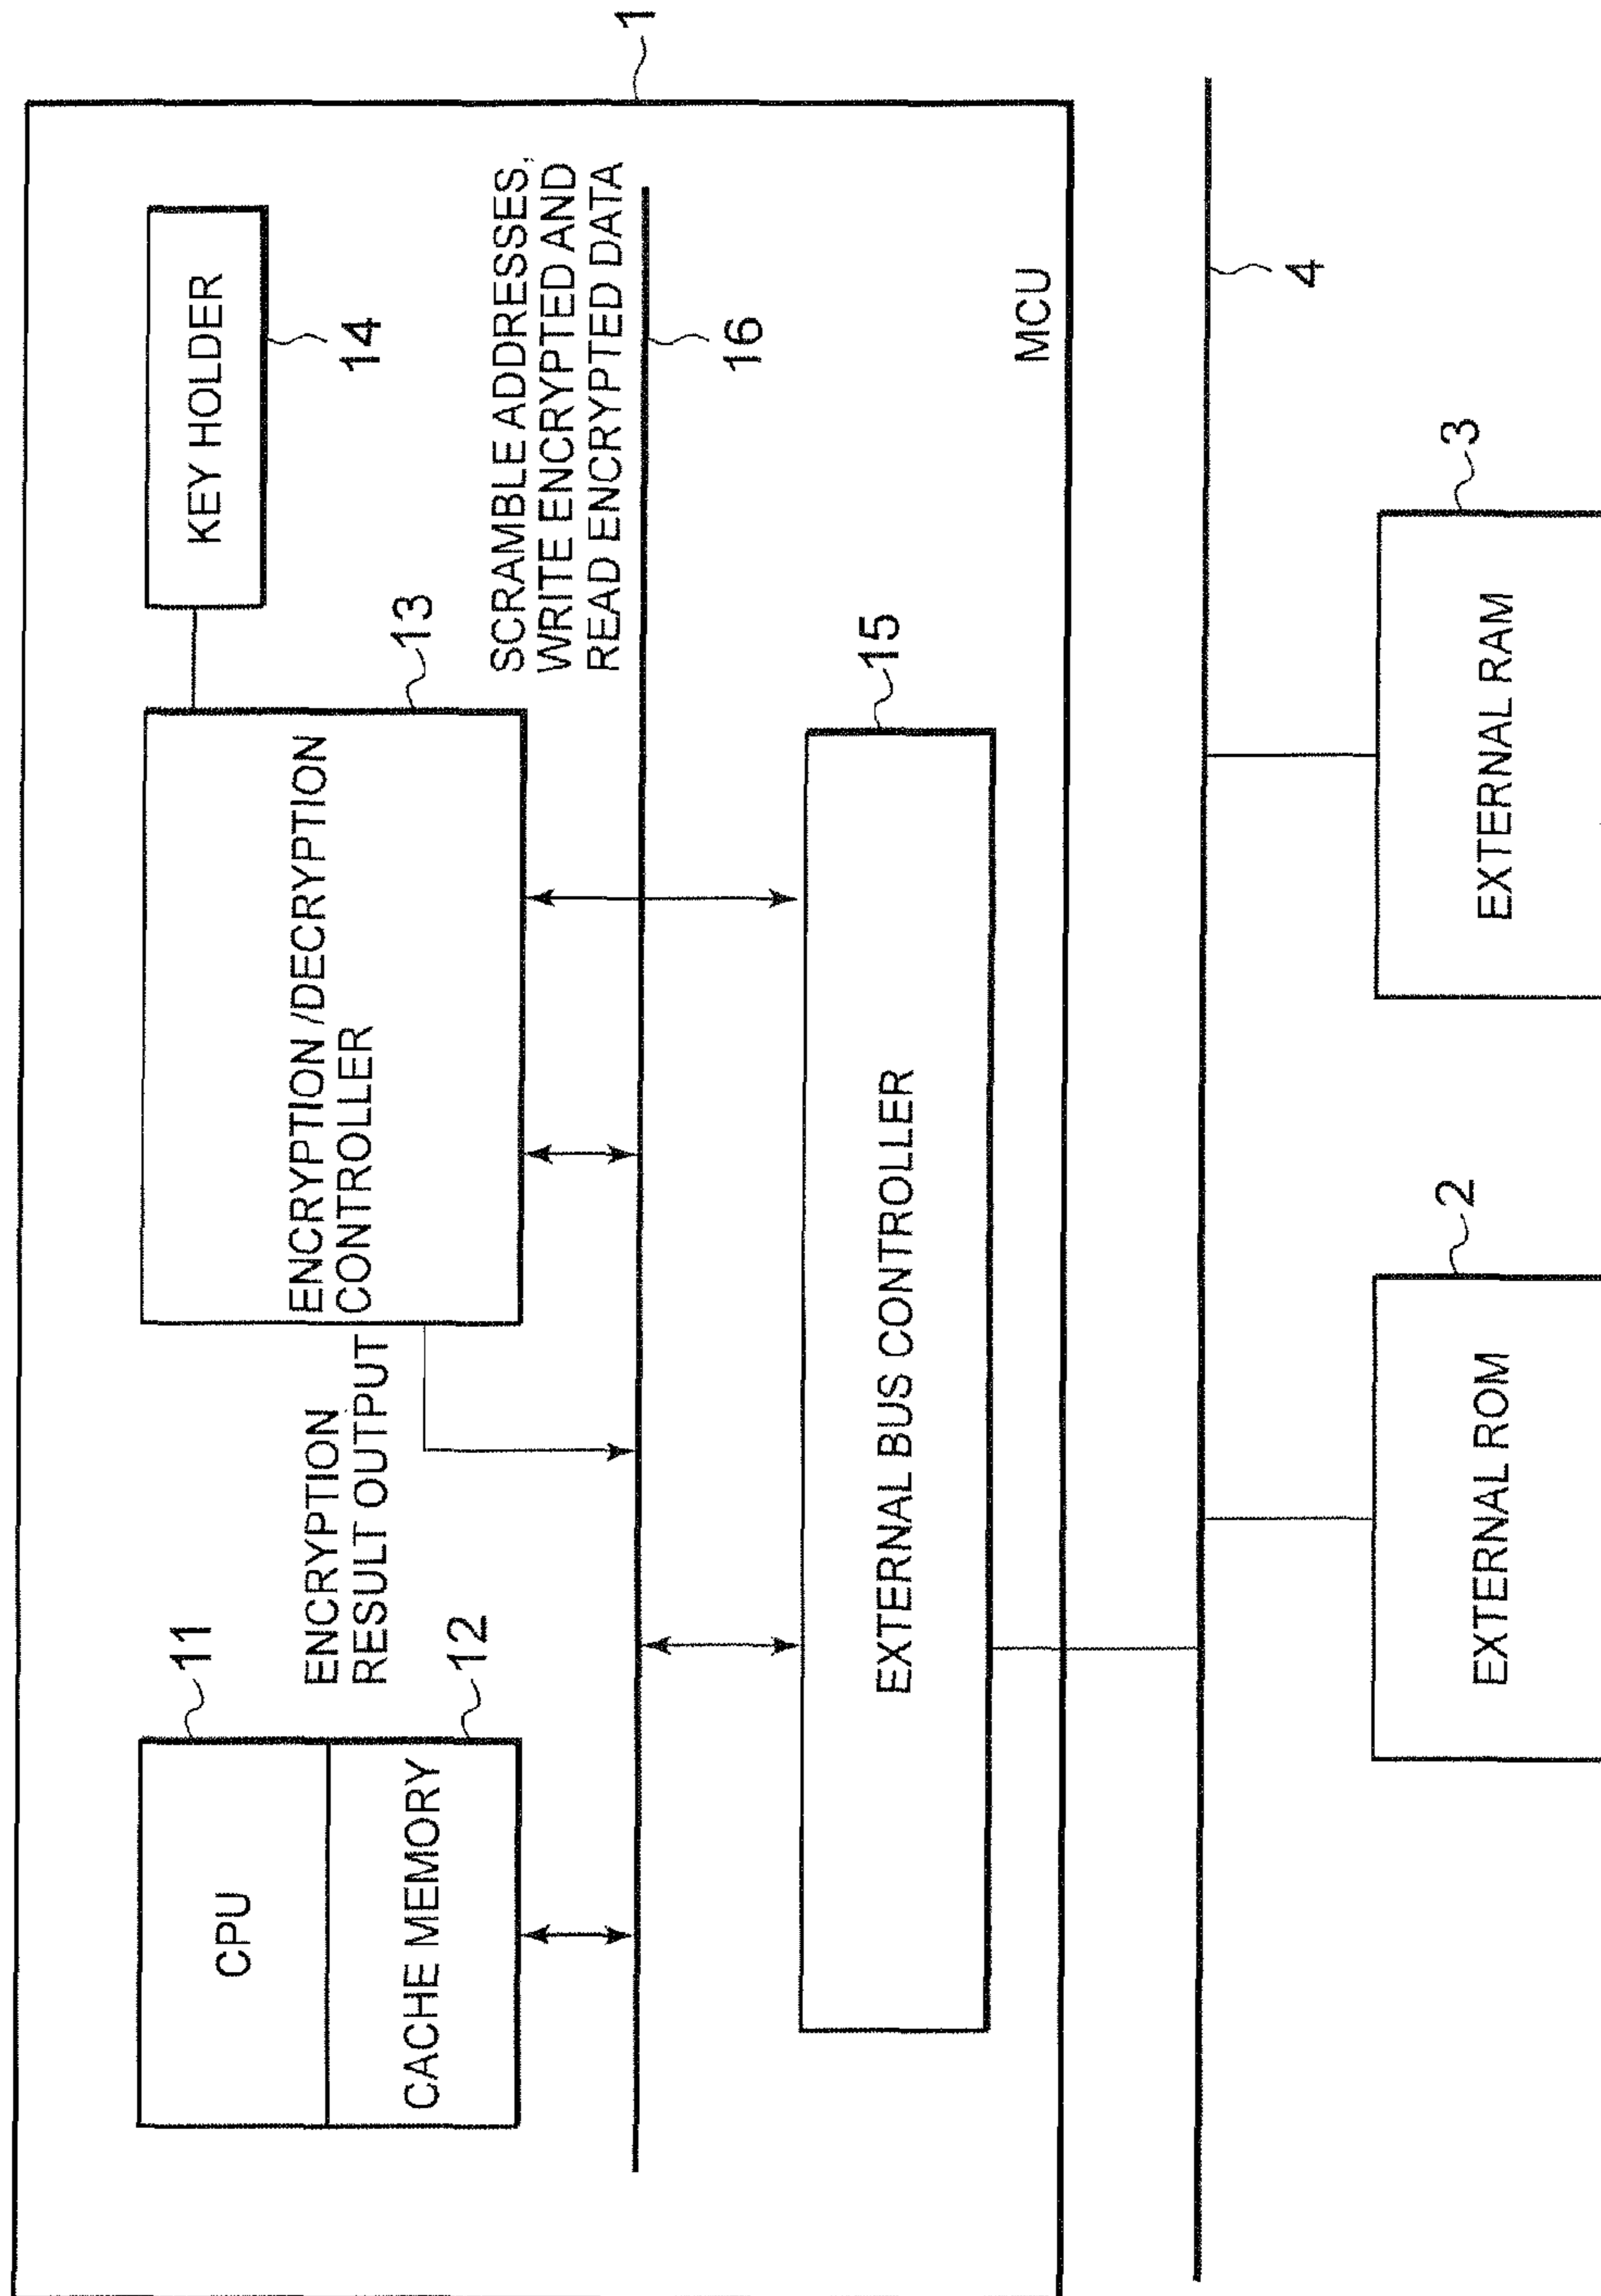 1
KEY HOLDER
14
ENCRYPTION /DECRYPTION
CONTROLLER
13
ENCRYPTION
RESULT OUTPUT
CPU
11
CACHE MEMORY
12
SCRAMBLE ADDRESSES,
WRITE ENCRYPTED AND
READ ENCRYPTED DATA
16
EXTERNAL BUS CONTROLLER
15
MCU
4
EXTERNAL ROM
2
EXTERNAL RAM
3